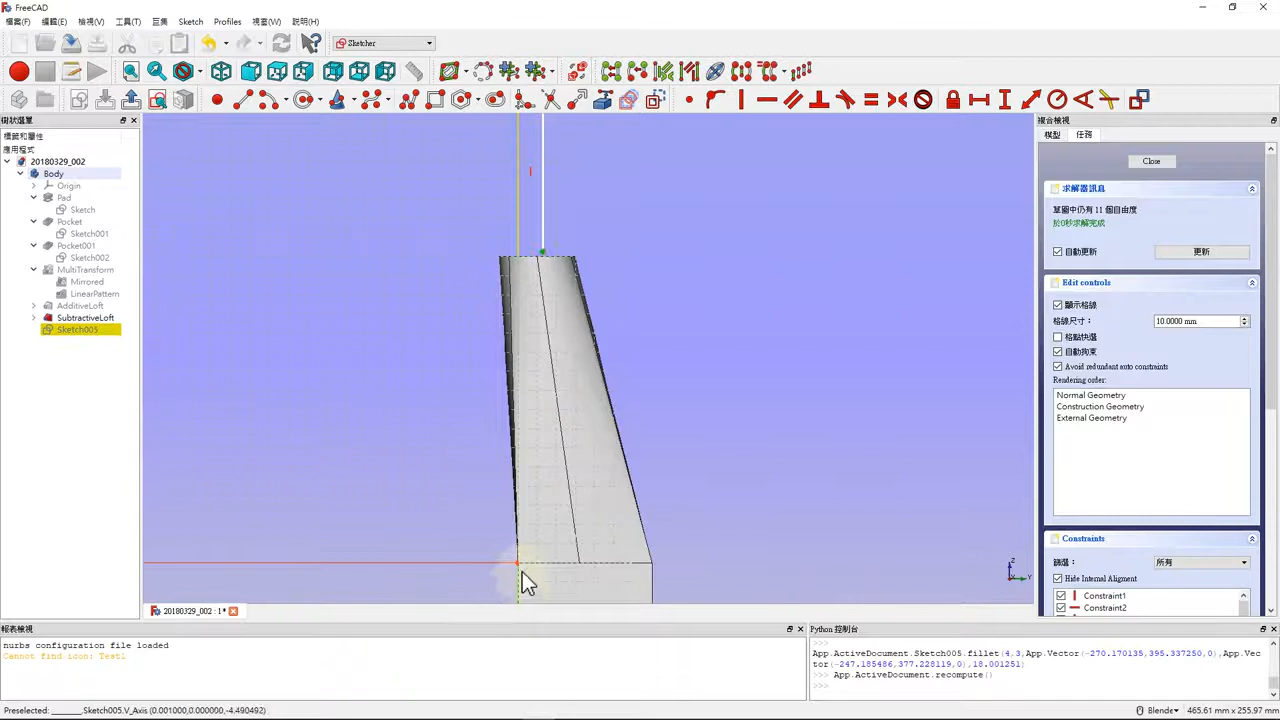 FreeCAD
檔案(F) 編輯(E) 檢視(V) 工具(T) 巨集 Sketch Profiles 視窗(W) 說明(H)
Sketcher
樹狀選單
標籤和屬性
應用程式
20180329_002
Body
Origin
Pad
Sketch
Pocket
Sketch001
Pocket001
Sketch002
MultiTransform
Mirrored
LinearPattern
AdditiveLoft
SubtractiveLoft
Sketch005
複合檢視
模型 任務
Close
求解器訊息
草圖中仍有 11 個自由度
於0秒求解完成
自動更新 更新
Edit controls
顯示格線
格線尺寸: 10.0000 mm
格點快選
自動拘束
Avoid redundant auto constraints
Rendering order:
Normal Geometry
Construction Geometry
External Geometry
Constraints
篩選: 所有
Hide Internal Alignment
Constraint1
Constraint2
Z
Y
20180329_002 : 1*
報表檢視
nurbs configuration file loaded
Cannot find icon: Test1
Python 控制台
>>>
App.ActiveDocument.Sketch005.fillet(4,3,App.Vector(-270.170135,395.337250,0),App.Vec
tor(-247.185486,377.228119,0),18.001251)
>>> App.ActiveDocument.recompute()
>>>
Preselected: _______.Sketch005.V_Axis (0.001000,0.000000,-4.490492)
Blende 465.61 mm x 255.97 mm